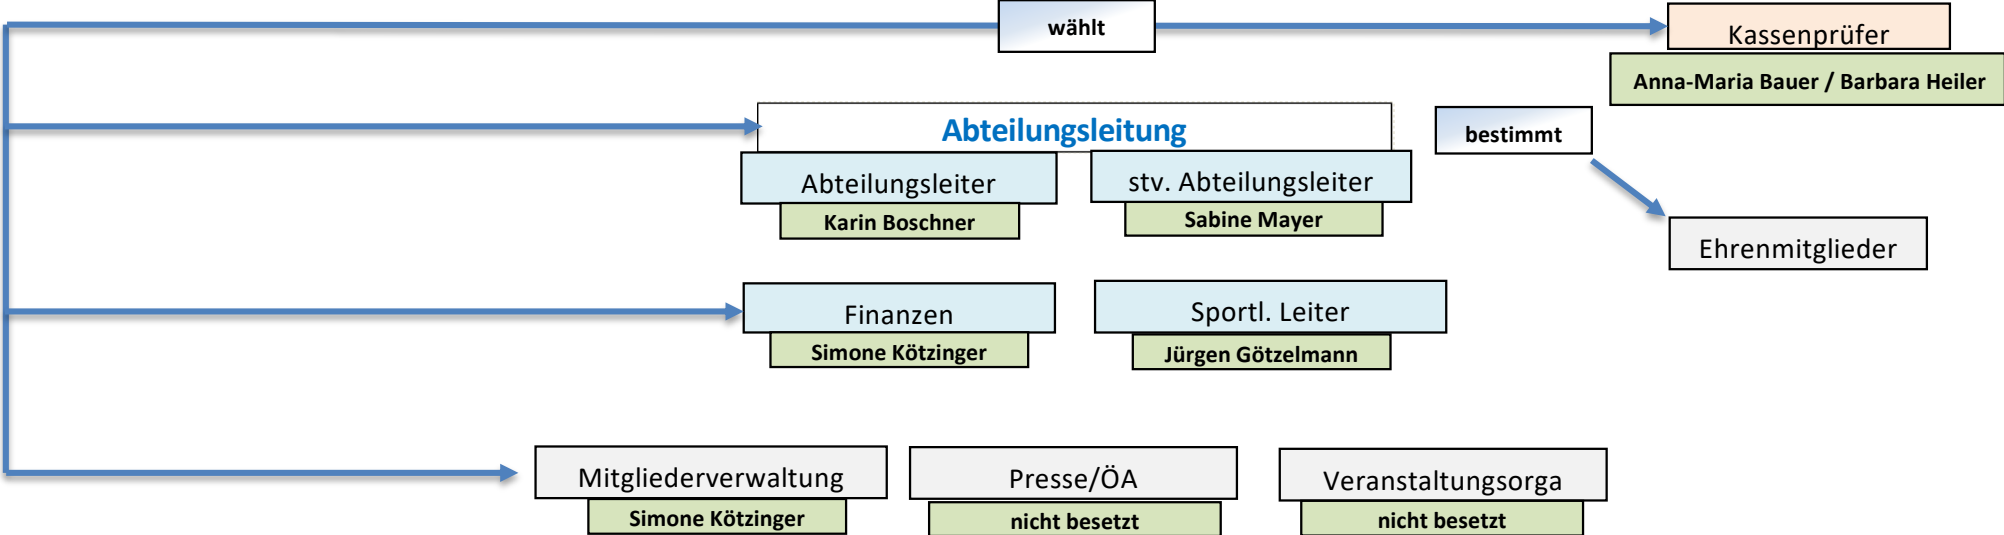 wählt
Kassenprüfer
Anna-Maria Bauer / Barbara Heiler
Abteilungsleitung
bestimmt
Abteilungsleiter
stv. Abteilungsleiter
Karin Boschner
Sabine Mayer
Ehrenmitglieder
Finanzen
Sportl. Leiter
Simone Kötzinger
Jürgen Götzelmann
Mitgliederverwaltung
Presse/ÖA
Veranstaltungsorga
Simone Kötzinger
nicht besetzt
nicht besetzt